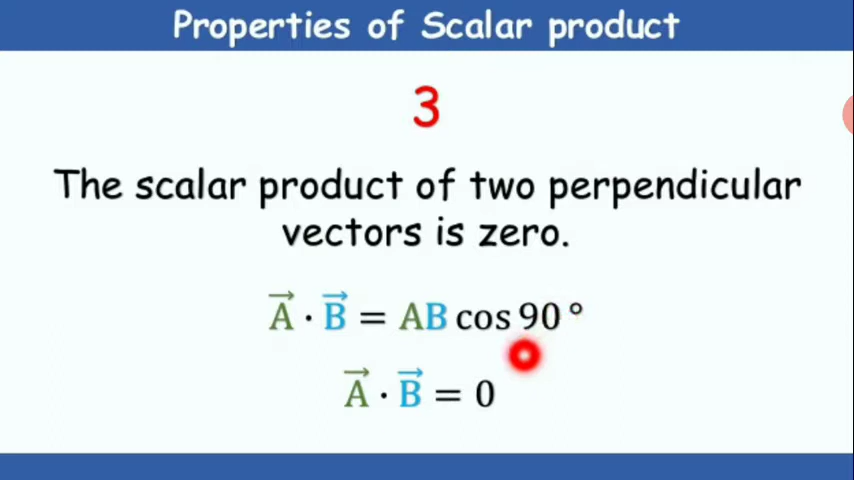 Properties of Scalar product
3
The scalar product of two perpendicular
vectors is zero.
A⃗ · B⃗ = AB cos 90 °
A⃗ · B⃗ = 0